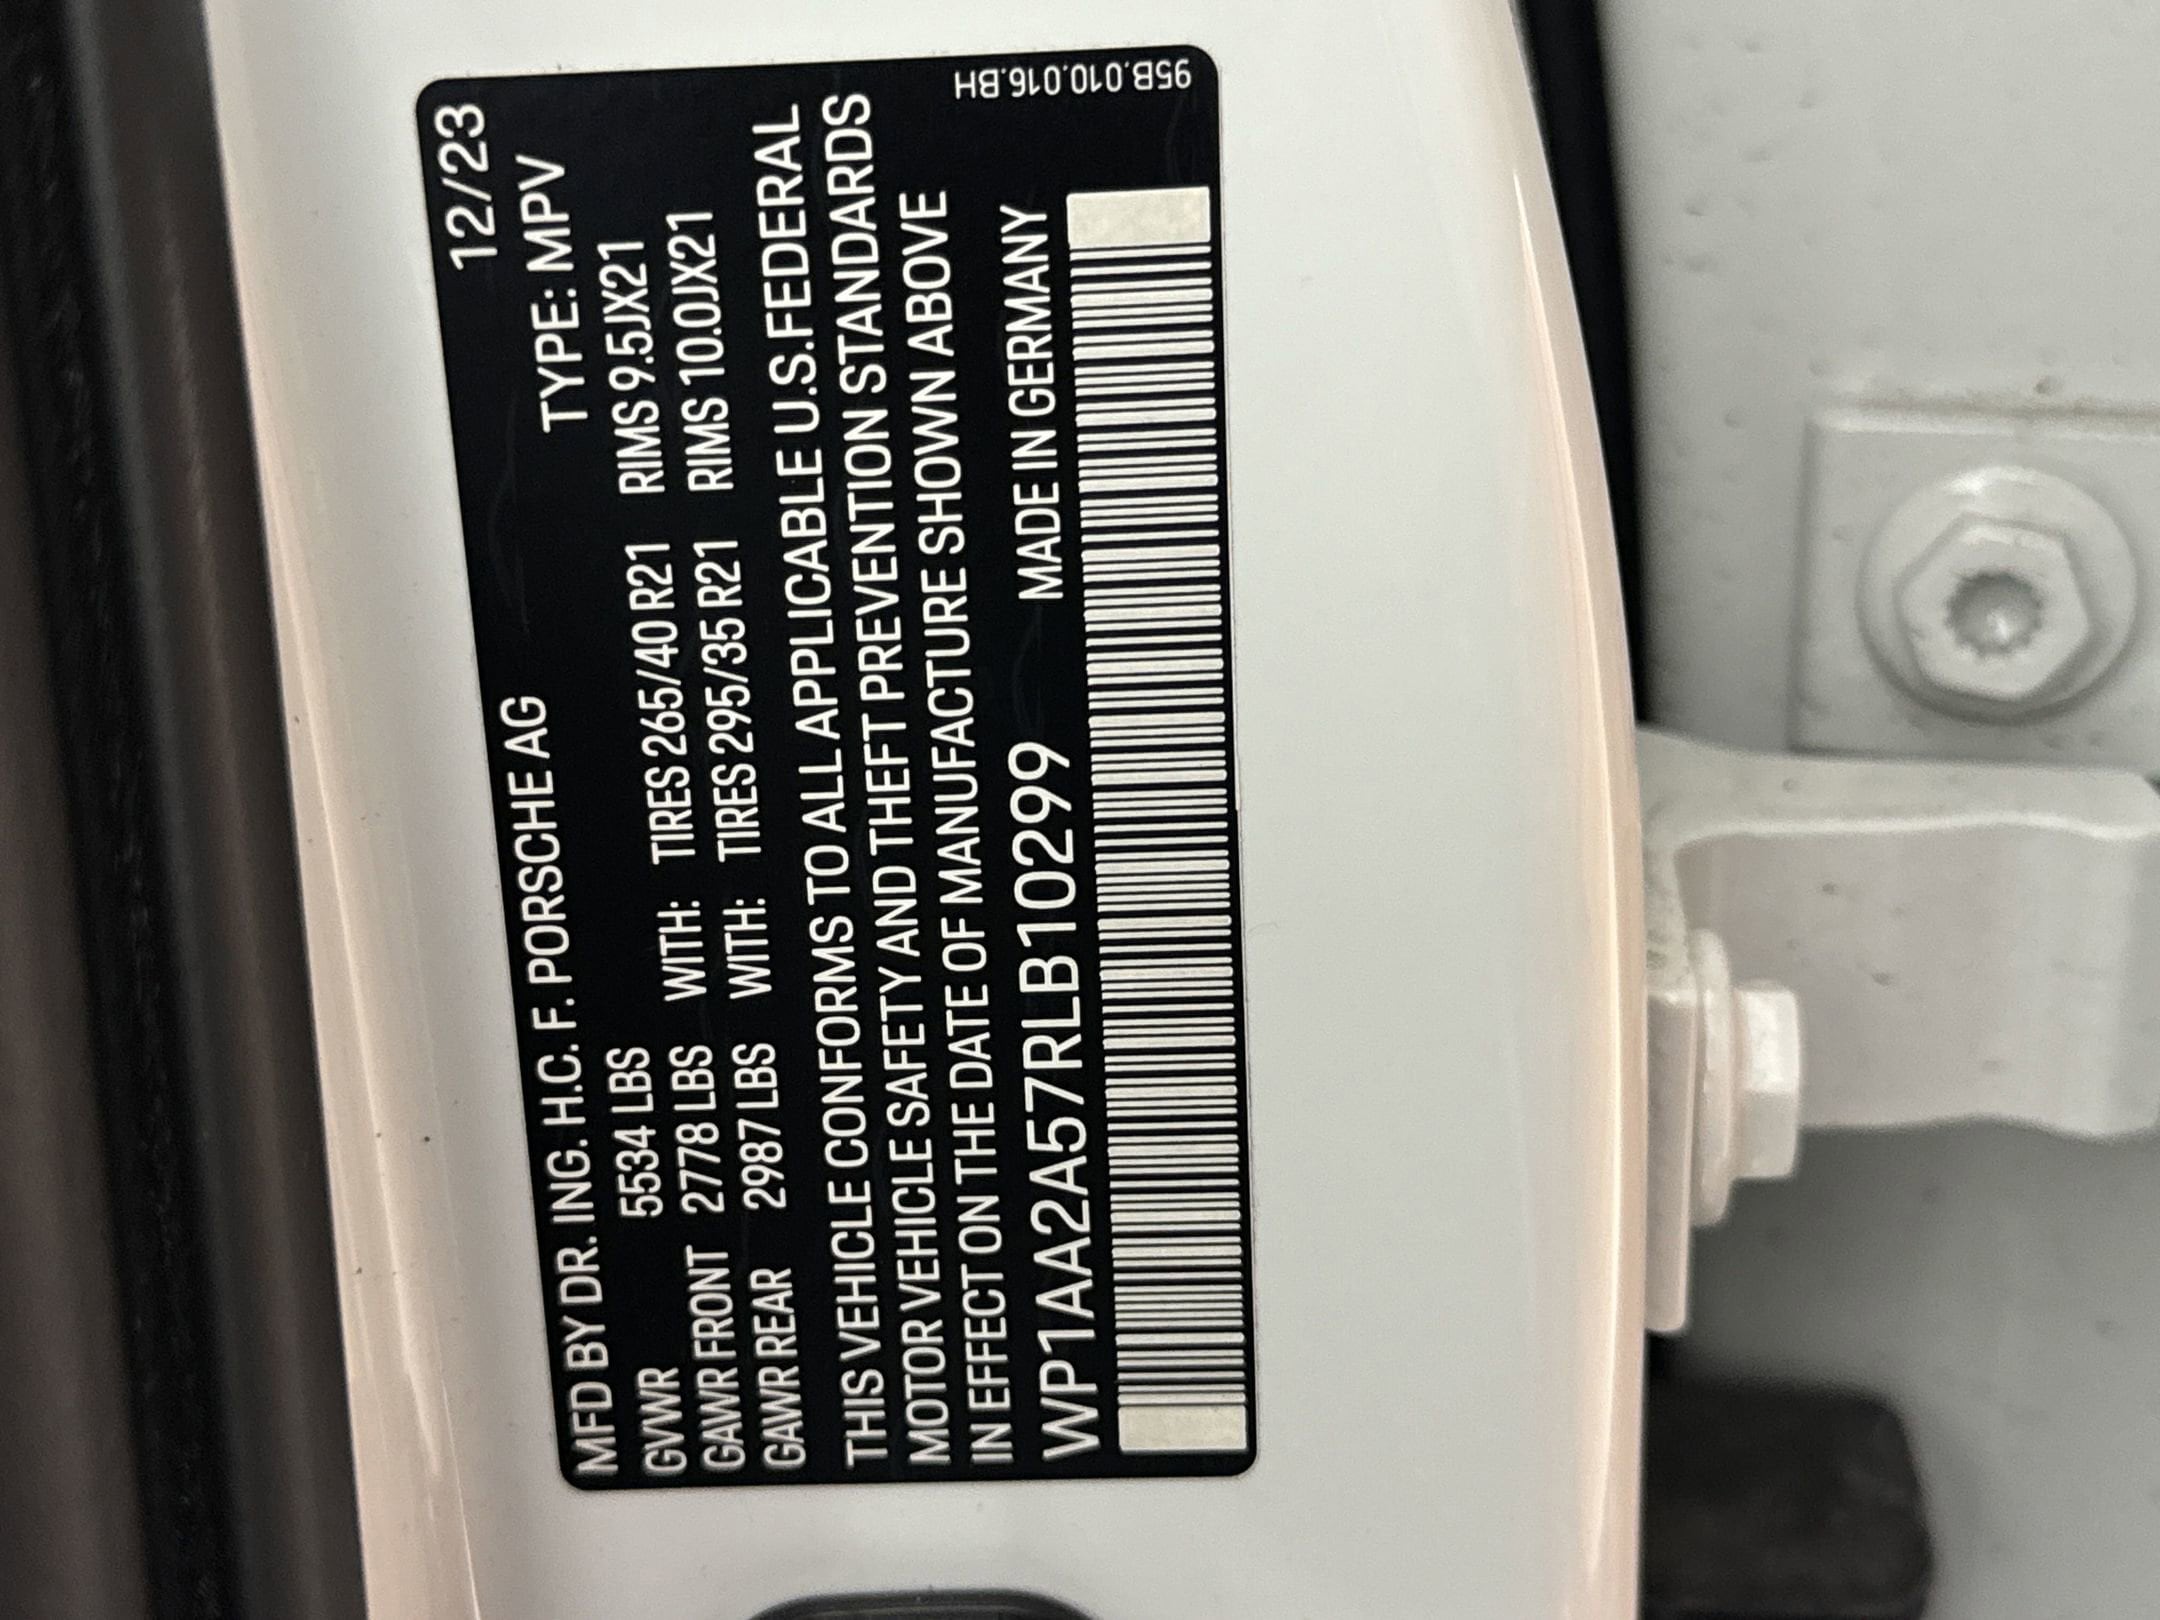 12/23
MFD BY DR. ING. H.C. F. PORSCHE AG TYPE: MPV
GVWR 5534 LBS WITH: TIRES 265/40 R21 RIMS 9.5JX21
GAWR FRONT 2778 LBS WITH: TIRES 295/35 R21 RIMS 10.0JX21
GAWR REAR 2987 LBS
THIS VEHICLE CONFORMS TO ALL APPLICABLE U.S.FEDERAL
MOTOR VEHICLE SAFETY AND THEFT PREVENTION STANDARDS
IN EFFECT ON THE DATE OF MANUFACTURE SHOWN ABOVE
WP1AA2A57RLB10299 MADE IN GERMANY
95B.010.016.BH